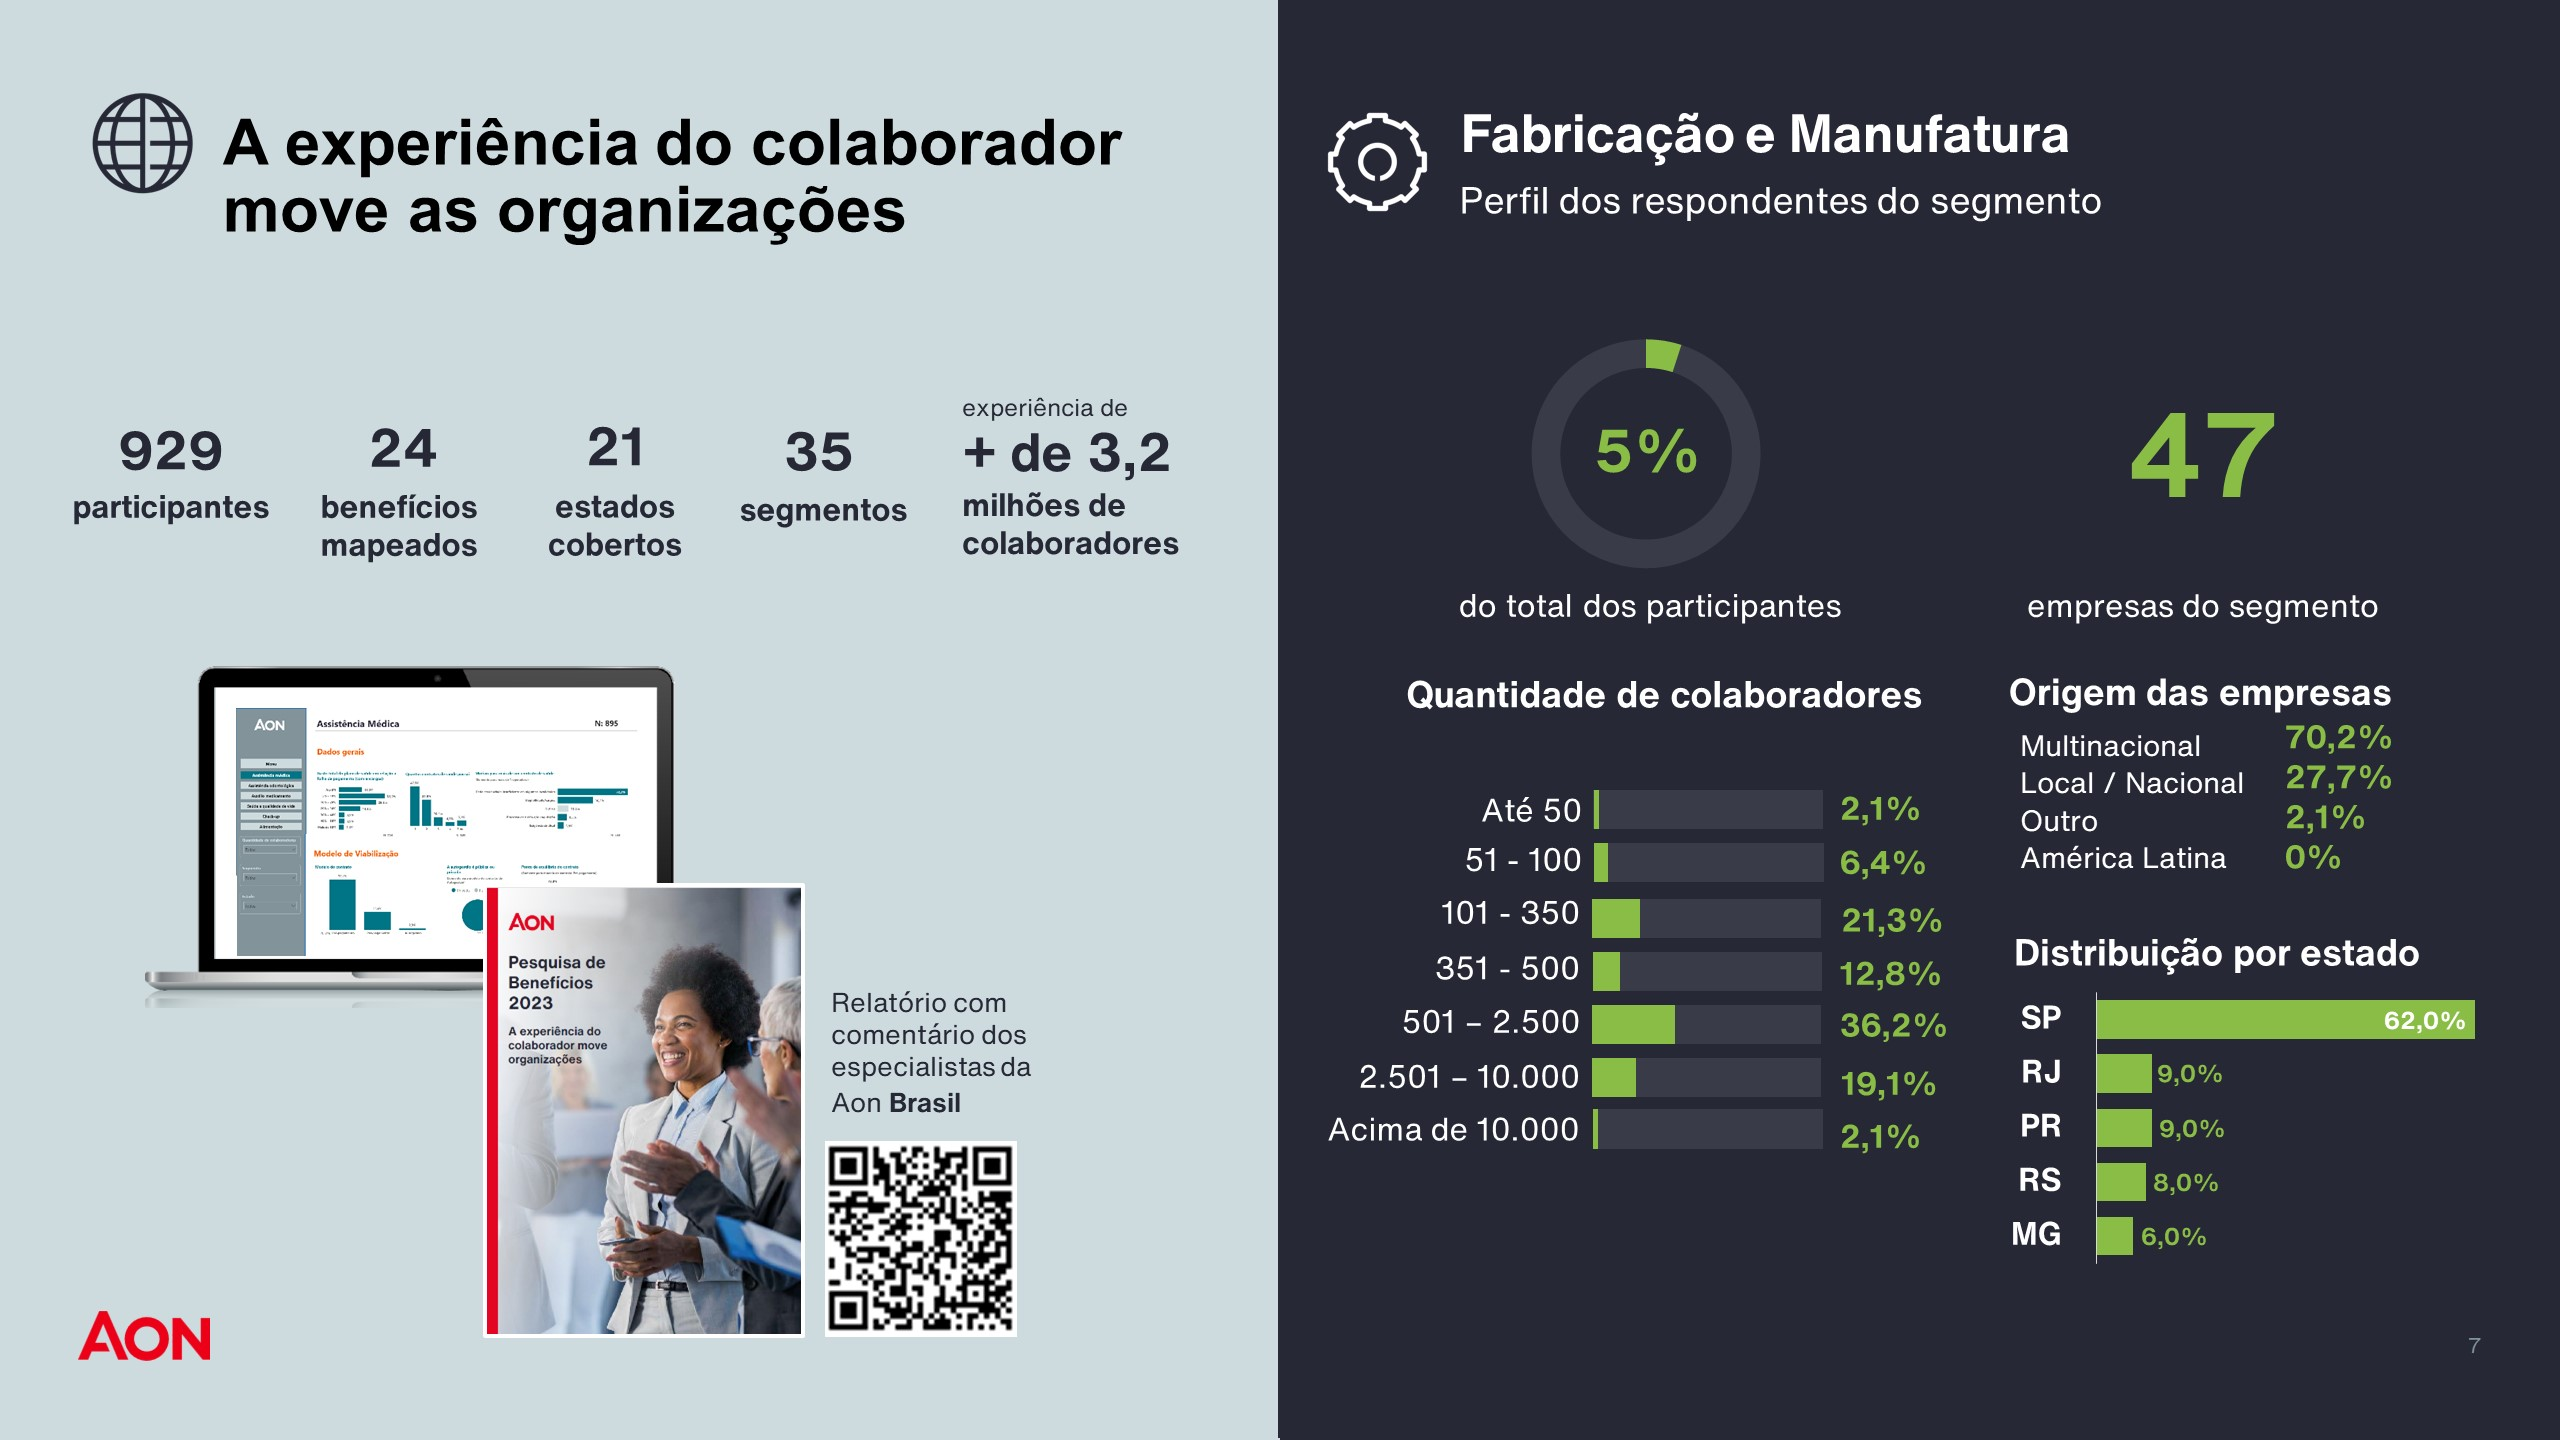 A experiência do colaborador
move as organizações
929
participantes
24
benefícios
mapeados
21
estados
cobertos
35
segmentos
experiência de
+ de 3,2
milhões de
colaboradores
AON
Assistência Médica
N: 895
Dados gerais
Modelo de Viabilização
AON
Pesquisa de
Benefícios
2023
A experiência do
colaborador move
organizações
Relatório com
comentário dos
especialistas da
Aon Brasil
AON
Fabricação e Manufatura
Perfil dos respondentes do segmento
5%
do total dos participantes
47
empresas do segmento
Quantidade de colaboradores
Até 50 2,1%
51 - 100 6,4%
101 - 350 21,3%
351 - 500 12,8%
501 – 2.500 36,2%
2.501 – 10.000 19,1%
Acima de 10.000 2,1%
Origem das empresas
Multinacional 70,2%
Local / Nacional 27,7%
Outro 2,1%
América Latina 0%
Distribuição por estado
SP 62,0%
RJ 9,0%
PR 9,0%
RS 8,0%
MG 6,0%
7